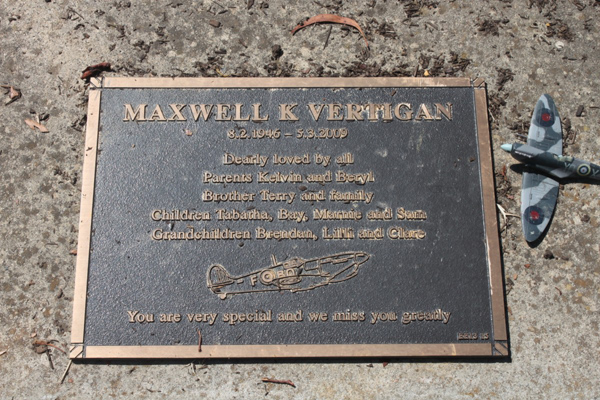 MAXWELL K VERTIGAN
8.2.1946 – 5.3.2009
Dearly loved by all
Parents Kelvin and Beryl
Brother Terry and family
Children Tabatha, Bay, and Sam
Grandchildren Brendan, Lilli and Clare
You are very special and we miss you greatly